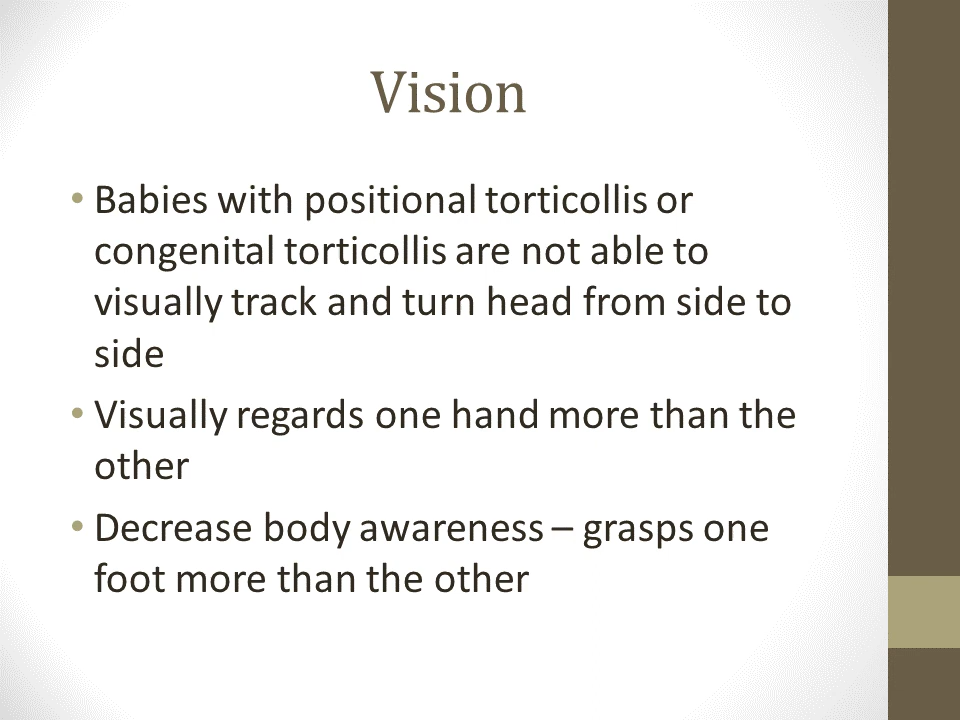 Vision
• Babies with positional torticollis or
congenital torticollis are not able to
visually track and turn head from side to
side
• Visually regards one hand more than the
other
• Decrease body awareness – grasps one
foot more than the other